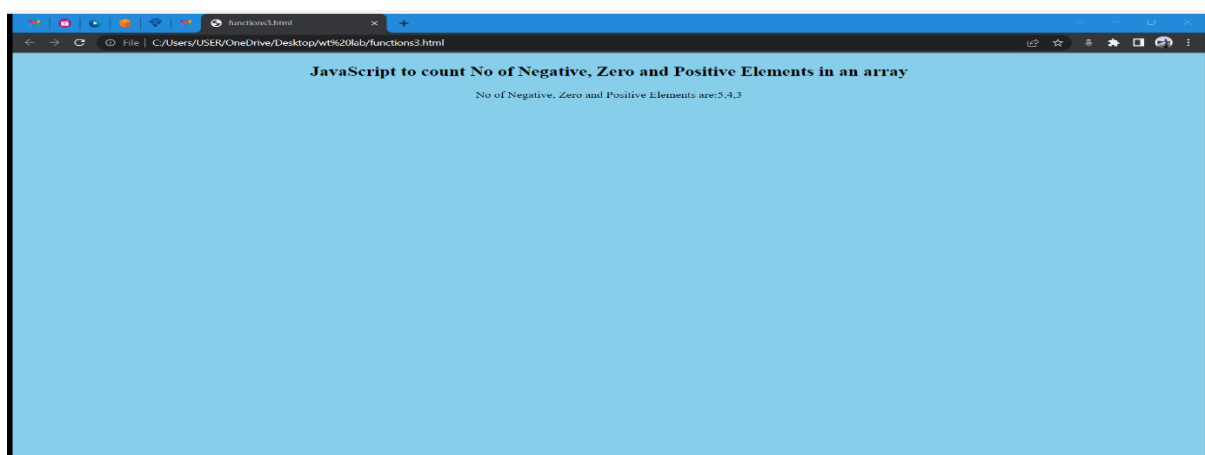 functions3.html
File | C:/Users/USER/OneDrive/Desktop/wt%20lab/functions3.html
JavaScript to count No of Negative, Zero and Positive Elements in an array
No of Negative, Zero and Positive Elements are:5,4,3